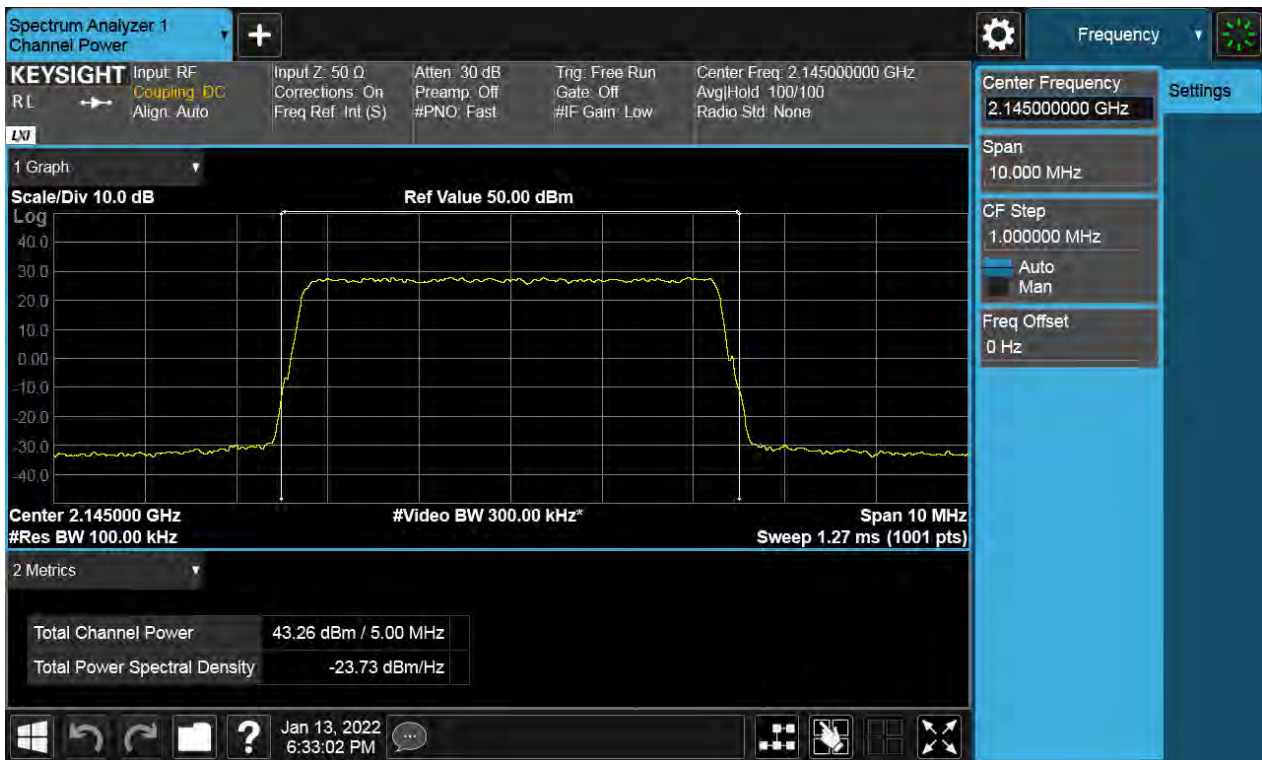 Spectrum Analyzer 1
Channel Power
+
Frequency
KEYSIGHT
RL
LXI
Input: RF
Coupling: DC
Align: Auto
Input Z: 50 Ω
Corrections: On
Freq Ref: Int (S)
Atten: 30 dB
Preamp: Off
#PNO: Fast
Trig: Free Run
Gate: Off
#IF Gain: Low
Center Freq: 2.145000000 GHz
Avg|Hold: 100/100
Radio Std: None
Center Frequency
2.145000000 GHz
Settings
Span
10.000 MHz
CF Step
1.000000 MHz
Auto
Man
Freq Offset
0 Hz
1 Graph
Scale/Div 10.0 dB
Ref Value 50.00 dBm
Log
40.0
30.0
20.0
10.0
0.00
-10.0
-20.0
-30.0
-40.0
Center 2.145000 GHz
#Video BW 300.00 kHz*
Span 10 MHz
#Res BW 100.00 kHz
Sweep 1.27 ms (1001 pts)
2 Metrics
Total Channel Power
43.26 dBm / 5.00 MHz
Total Power Spectral Density
-23.73 dBm/Hz
?
Jan 13, 2022
6:33:02 PM